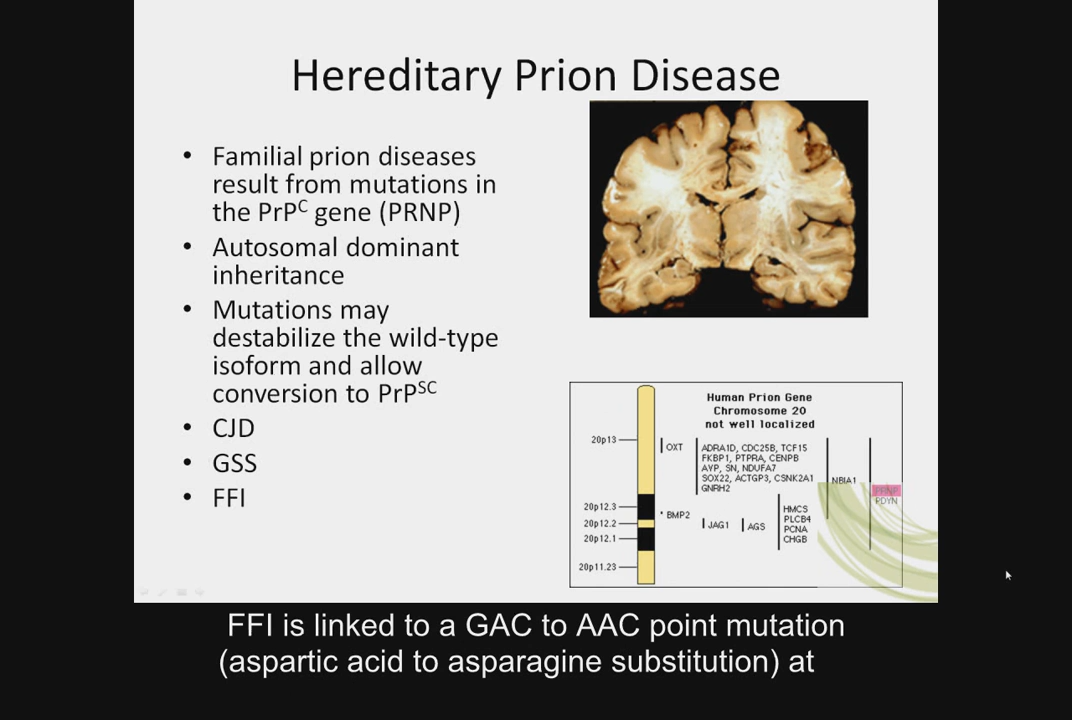 Hereditary Prion Disease
• Familial prion diseases
result from mutations in
the PrPC gene (PRNP)
• Autosomal dominant
inheritance
• Mutations may
destabilize the wild-type
isoform and allow
conversion to PrPSC
• CJD
• GSS
• FFI
Human Prion Gene
Chromosome 20
not well localized
20p13
OXT
ADRA1D, CDC25B, TCF15
FKBP1, PTPRA, CENPB
AVP, SN, NDUFA7
SOX22, ACTGP3, CSNK2A1
GNRH2
NBIA1
PRNP
PDYN
20p12.3
20p12.2
20p12.1
20p11.23
BMP2
JAG1
AGS
HMCS
PLCB4
PCNA
CHGB
FFI is linked to a GAC to AAC point mutation
(aspartic acid to asparagine substitution) at